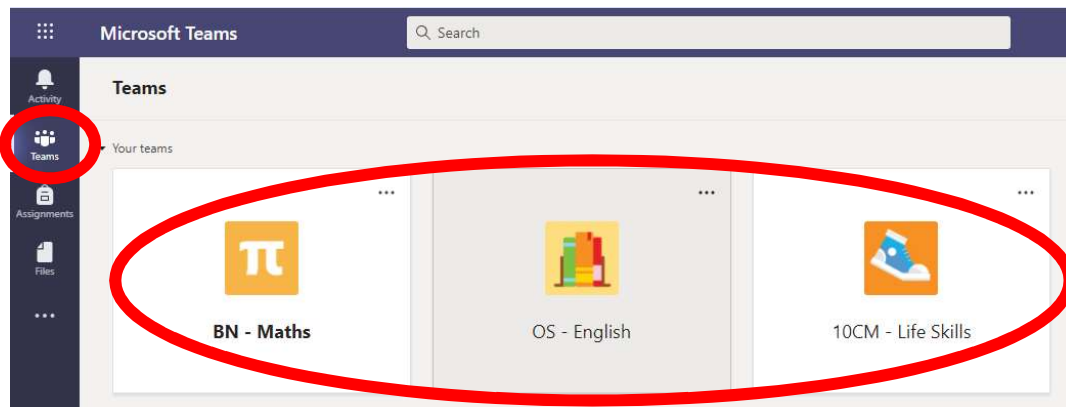 Microsoft Teams
Search
Activity
Teams
Teams
Your teams
Assignments
Files
π
BN - Maths
OS - English
10CM - Life Skills